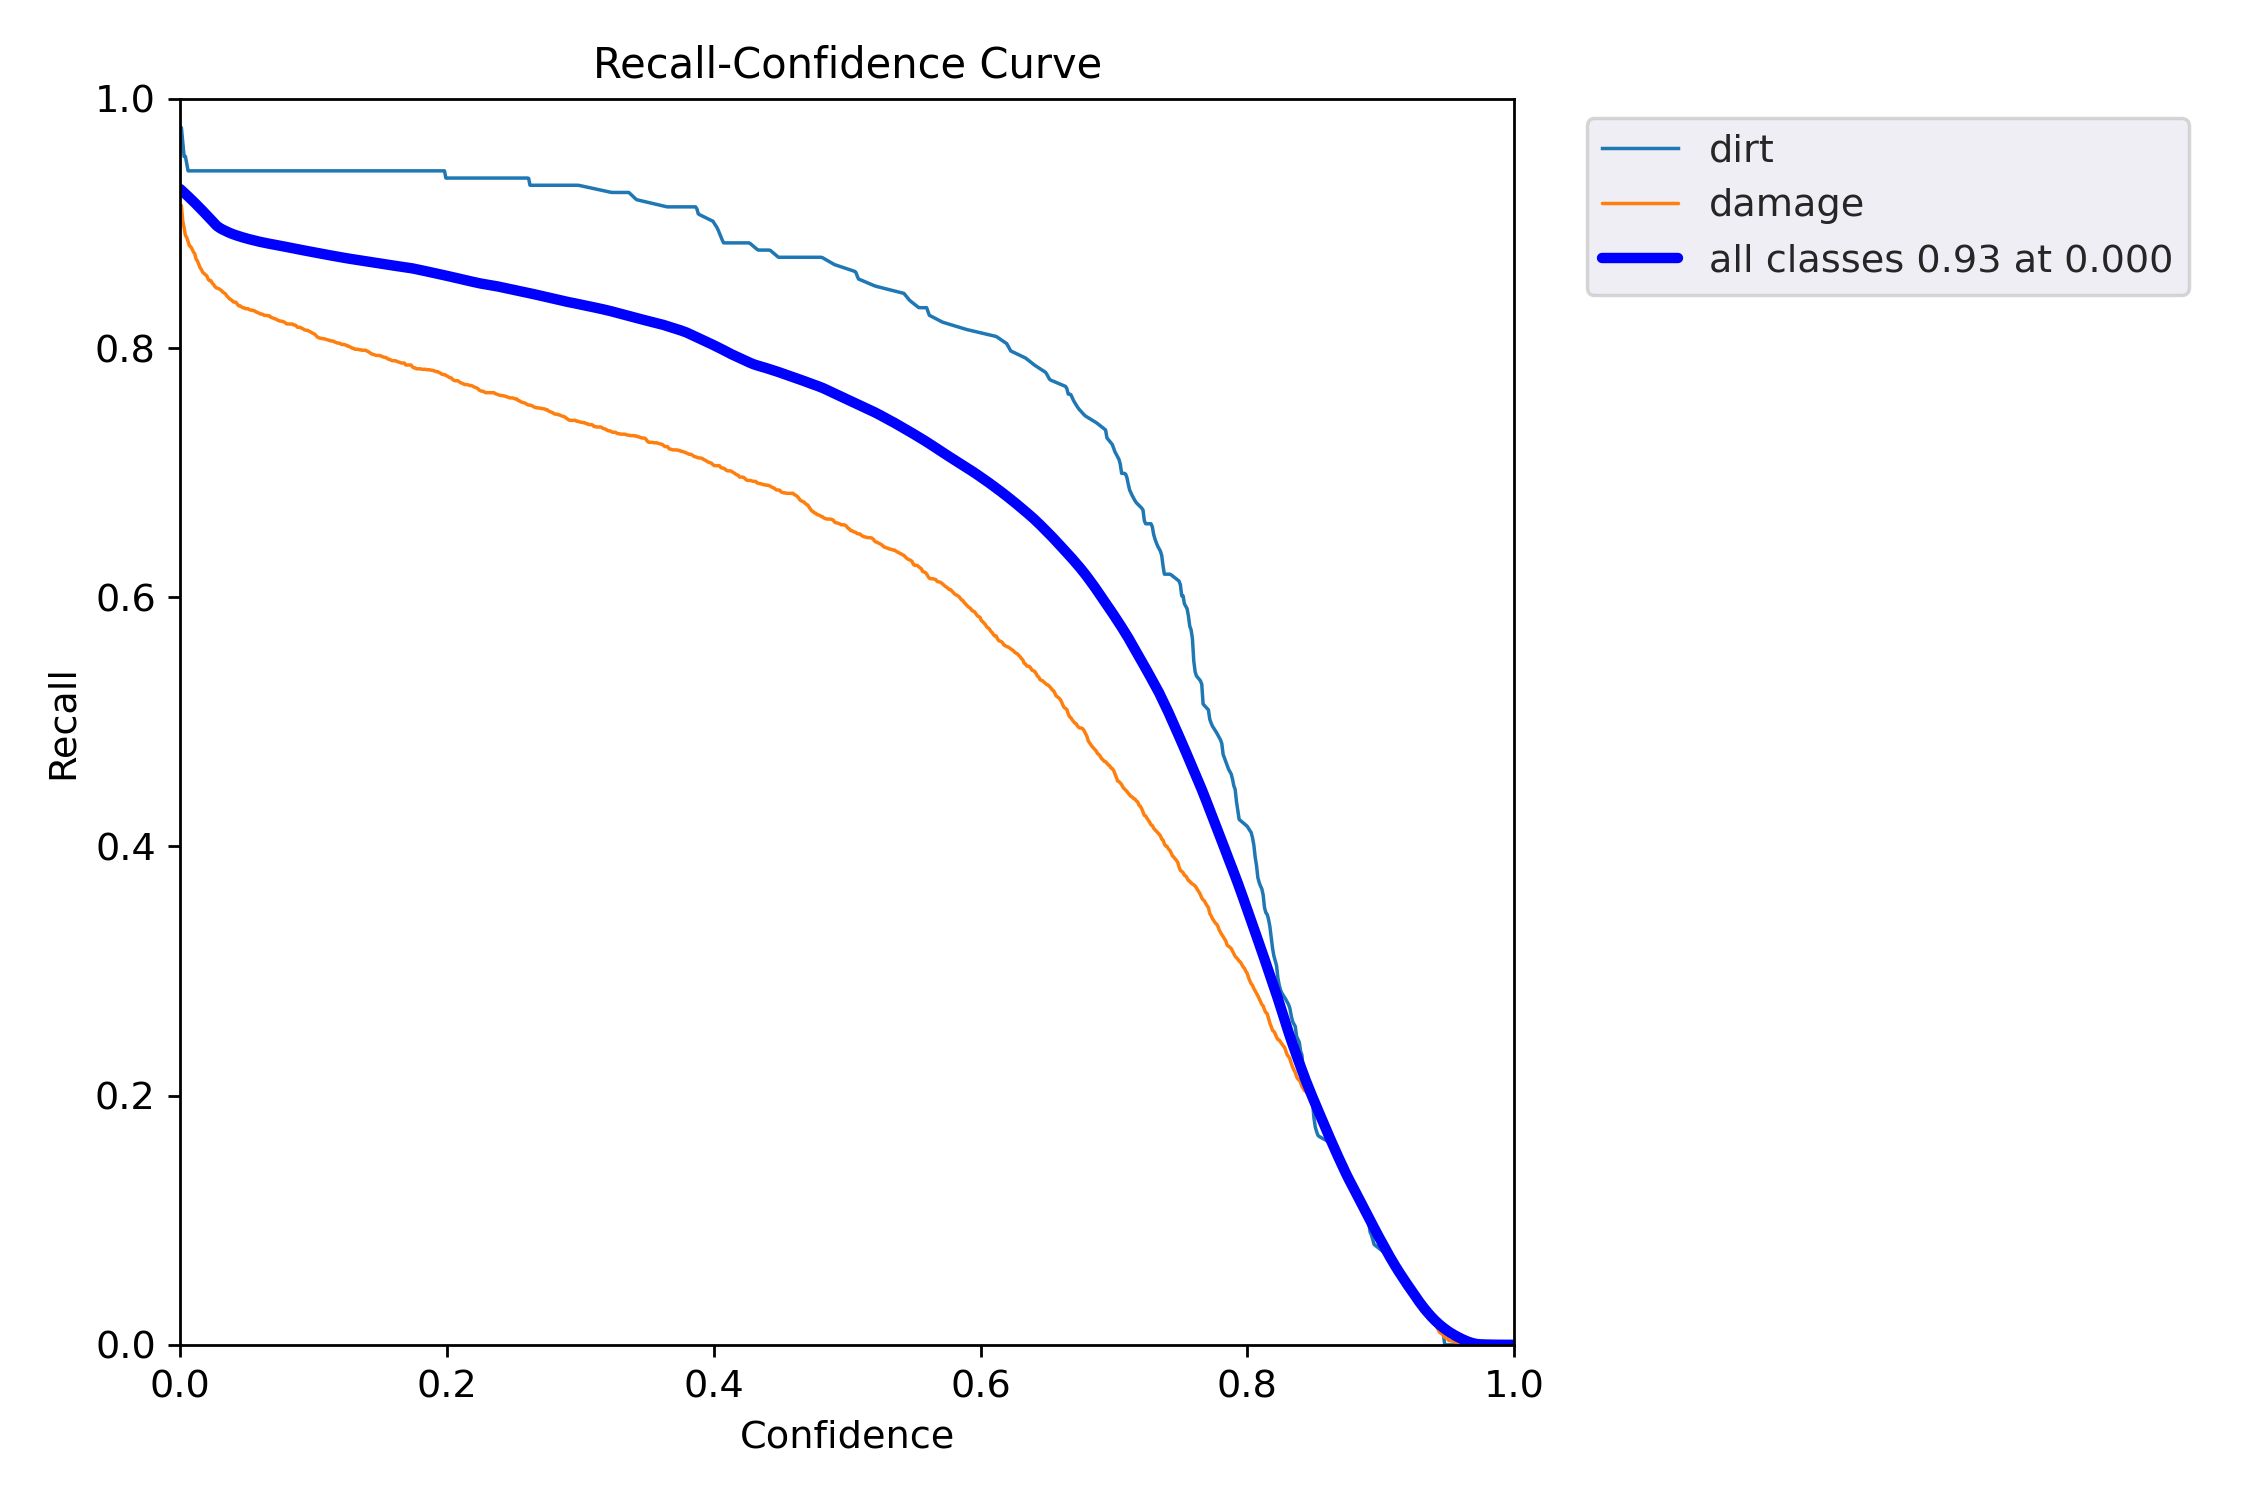 Recall-Confidence Curve
1.0
0.8
0.6
0.4
0.2
0.0
Recall
0.0 0.2 0.4 0.6 0.8 1.0
Confidence
dirt
damage
all classes 0.93 at 0.000